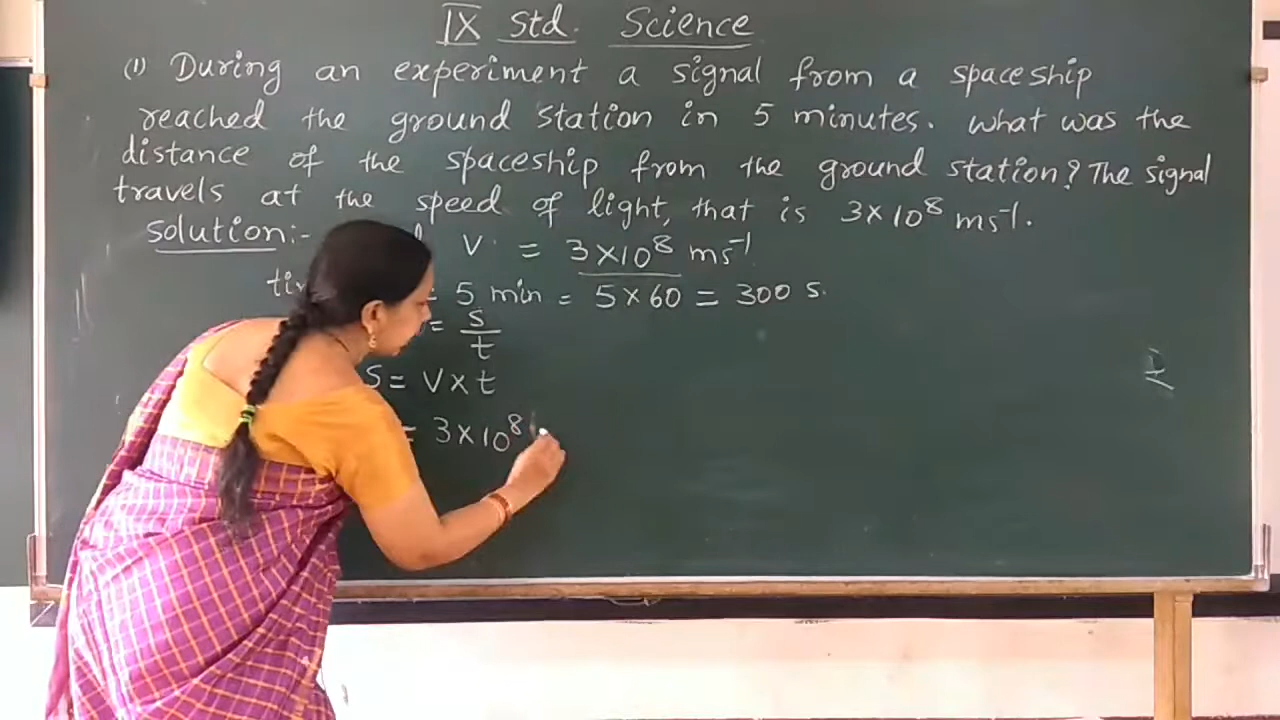 IX Std. Science
(1) During an experiment a signal from a spaceship
reached the ground station in 5 minutes. What was the
distance of the spaceship from the ground station? The signal
travels at the speed of light, that is 3×10⁸ ms⁻¹.
Solution:- V = 3×10⁸ ms⁻¹
= 5 min = 5×60 = 300 s.
= s/t
S = V×t
= 3×10⁸